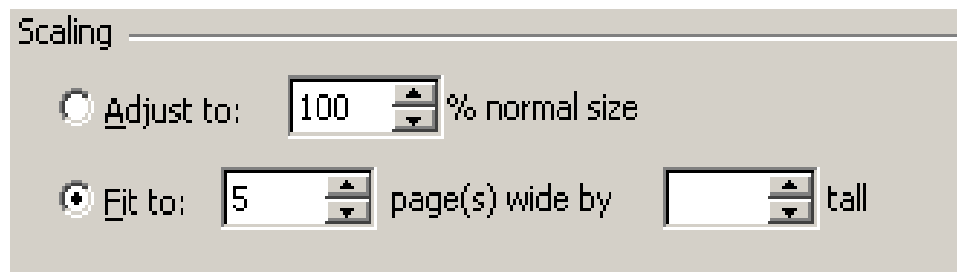 Scaling
Adjust to: 100 % normal size
Fit to: 5 page(s) wide by tall